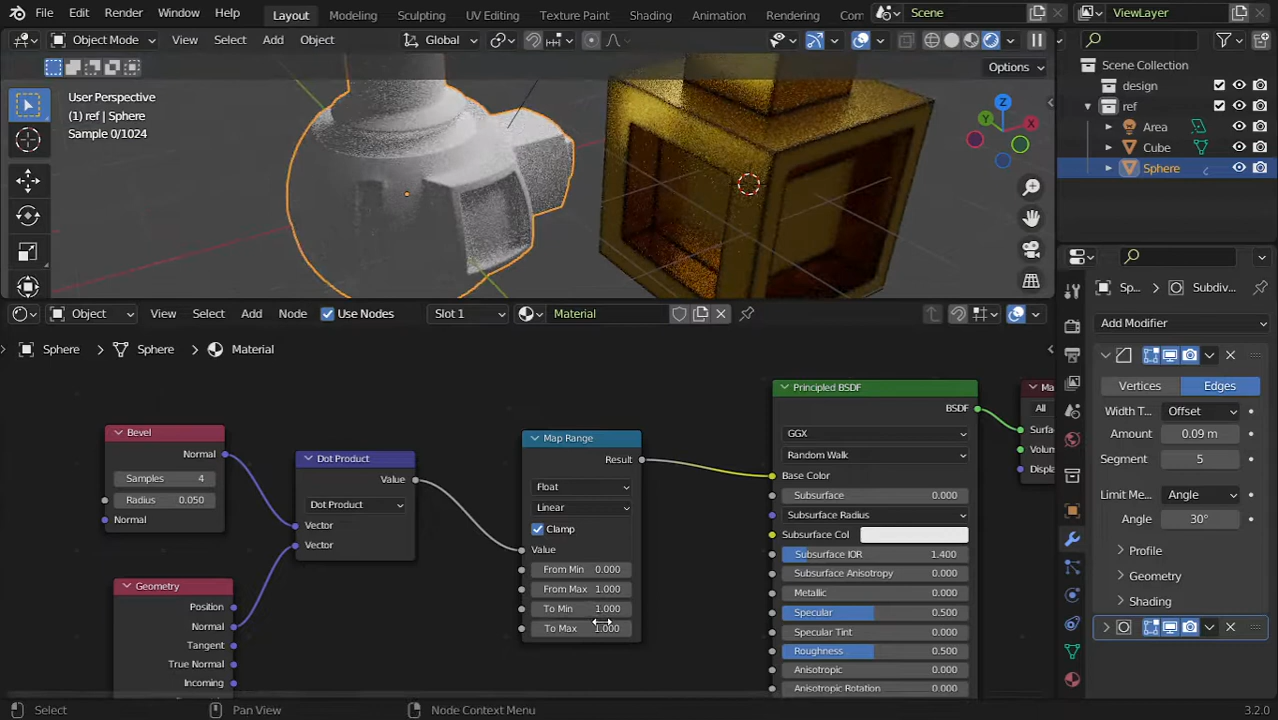 File Edit Render Window Help Layout Modeling Sculpting UV Editing Texture Paint Shading Animation Rendering Com Scene ViewLayer
Object Mode View Select Add Object Global
Options
User Perspective
(1) ref | Sphere
Sample 0/1024
Z
Y
X
Scene Collection
design
ref
Area
Cube
Sphere
Object View Select Add Node Use Nodes Slot 1 Material
Sphere > Sphere > Material
Bevel
Normal
Samples 4
Radius 0.050
Normal
Geometry
Position
Normal
Tangent
True Normal
Incoming
Dot Product
Value
Dot Product
Vector
Vector
Map Range
Result
Float
Linear
Clamp
Value
From Min 0.000
From Max 1.000
To Min 1.000
To Max 1.000
Principled BSDF
BSDF
GGX
Random Walk
Base Color
Subsurface 0.000
Subsurface Radius
Subsurface Col
Subsurface IOR 1.400
Subsurface Anisotropy 0.000
Metallic 0.000
Specular 0.500
Specular Tint 0.000
Roughness 0.500
Anisotropic 0.000
Anisotropic Rotation 0.000
Ma
All
Surfa
Volum
Displa
Sp... > Subdiv...
Add Modifier
Vertices Edges
Width T... Offset
Amount 0.09 m
Segment 5
Limit Me... Angle
Angle 30°
Profile
Geometry
Shading
Select Pan View Node Context Menu 3.2.0